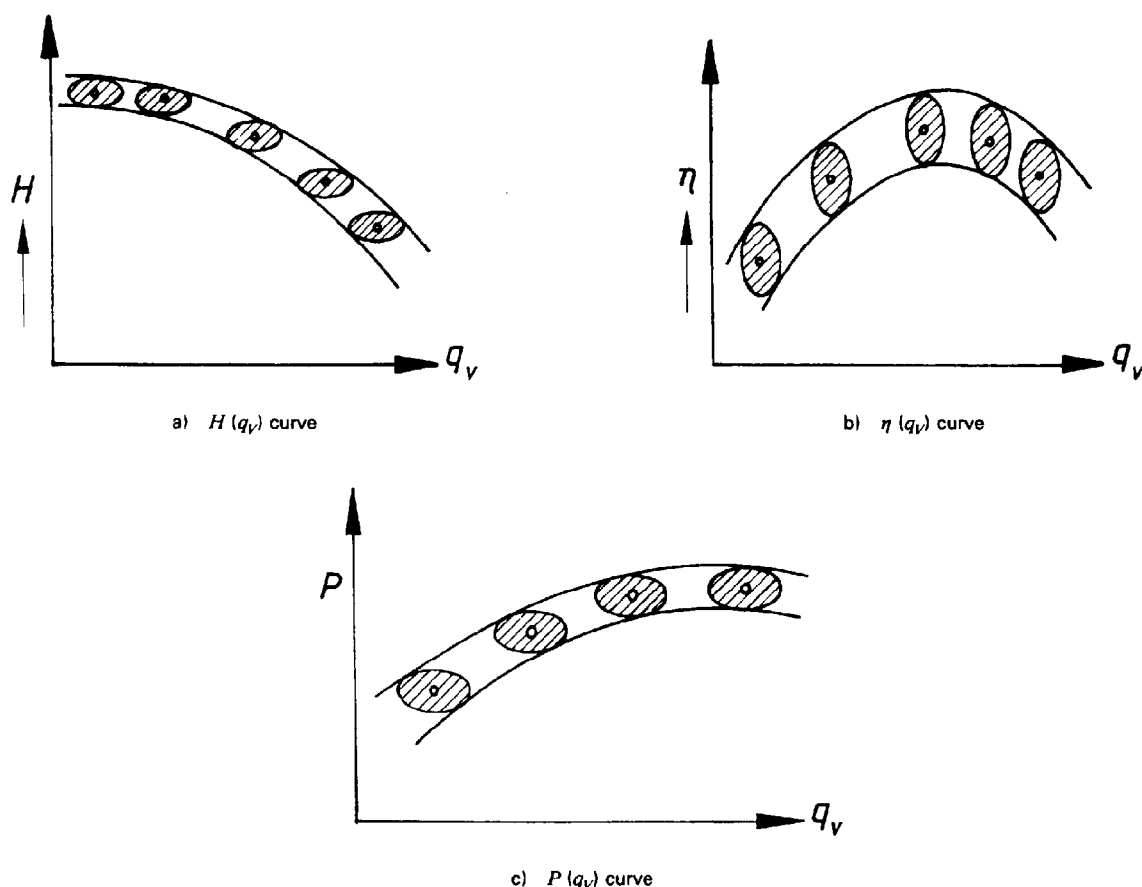 H
q_v
a) H (q_V) curve
η
q_v
b) η (q_V) curve
P
q_v
c) P (q_V) curve